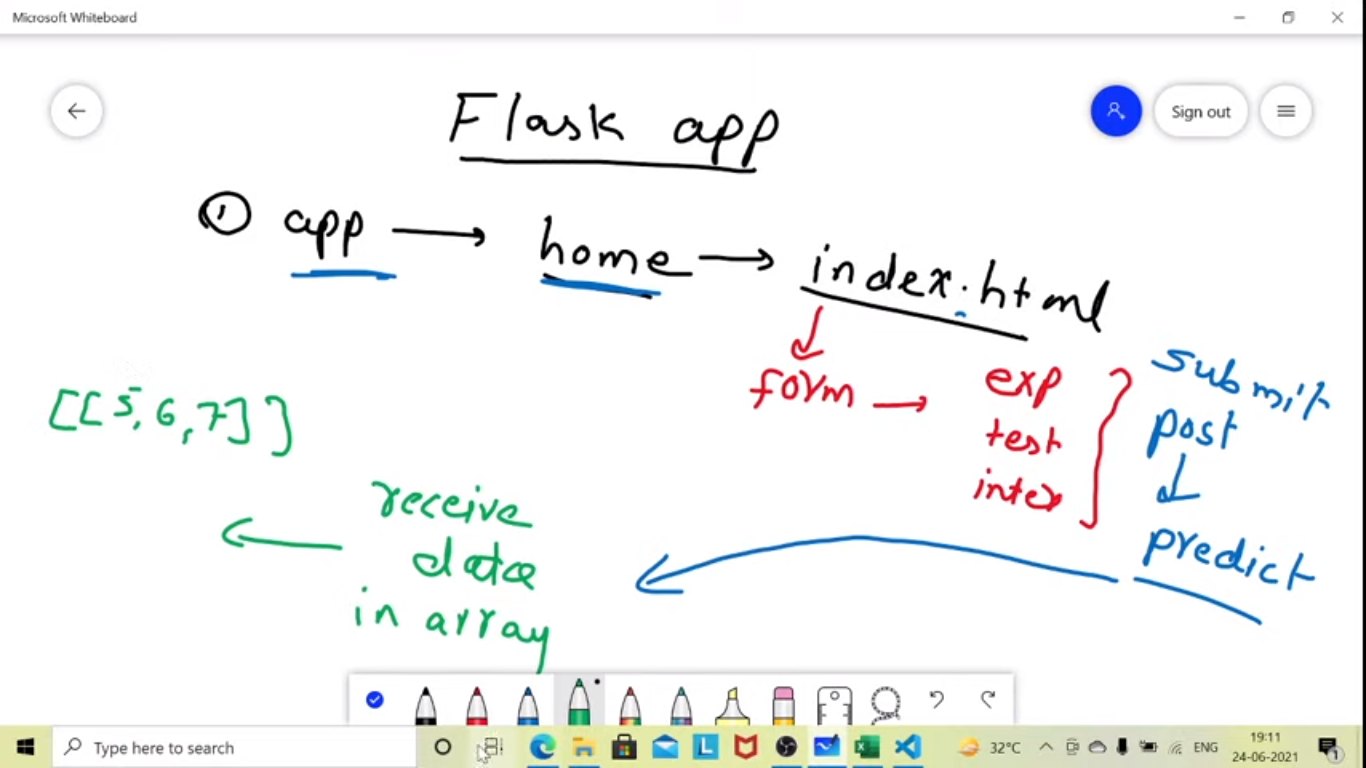 Microsoft Whiteboard
Sign out
Flask app
① app → home → index.html
form → exp
test
inter
submit
post
↓
predict
[[5,6,7]]
receive
data
in array
Type here to search
32°C
ENG
19:11
24-06-2021
1